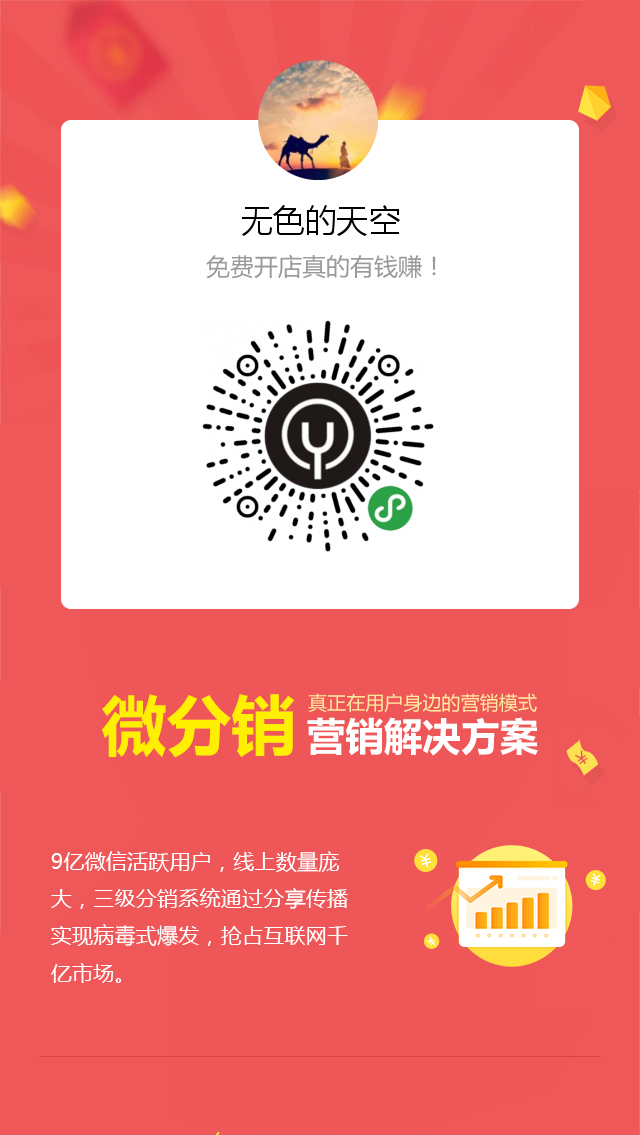 无色的天空
免费开店真的有钱赚！
微分销
真正在用户身边的营销模式
营销解决方案
9亿微信活跃用户，线上数量庞
大，三级分销系统通过分享传播
实现病毒式爆发，抢占互联网千
亿市场。